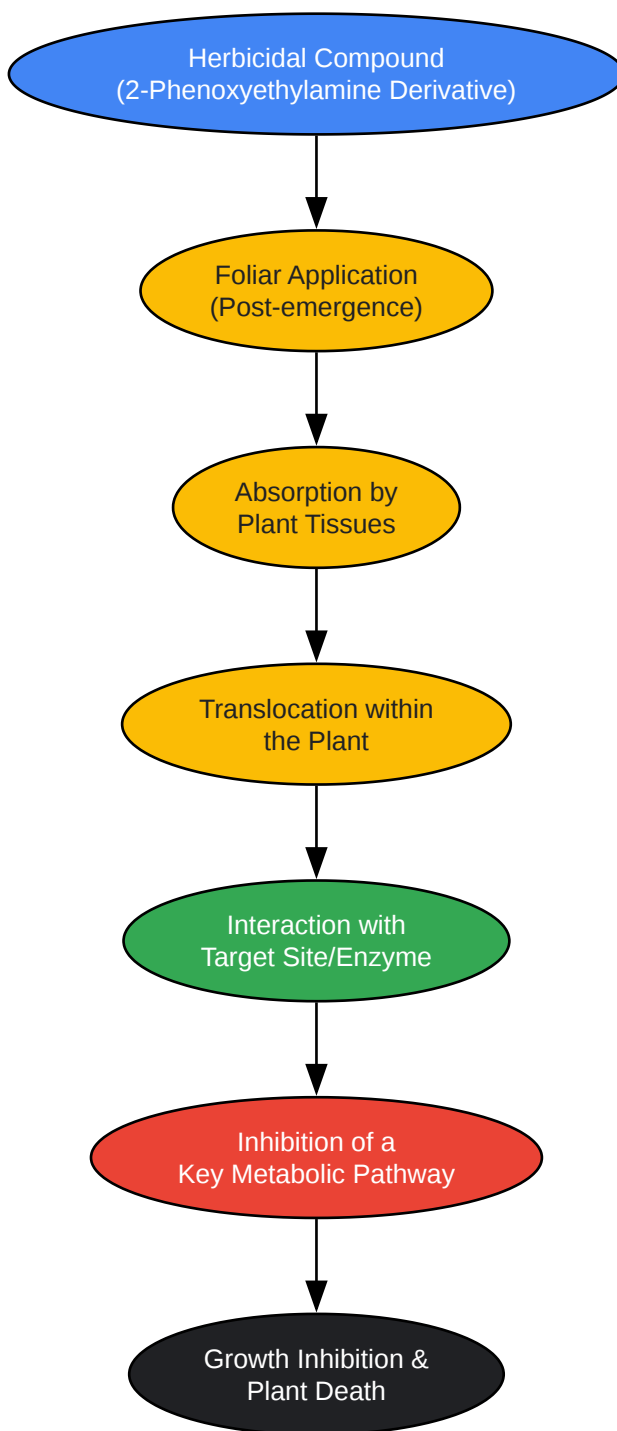 Herbicidal Compound
(2-Phenoxyethylamine Derivative)
Foliar Application
(Post-emergence)
Absorption by
Plant Tissues
Translocation within
the Plant
Interaction with
Target Site/Enzyme
Inhibition of a
Key Metabolic Pathway
Growth Inhibition &
Plant Death